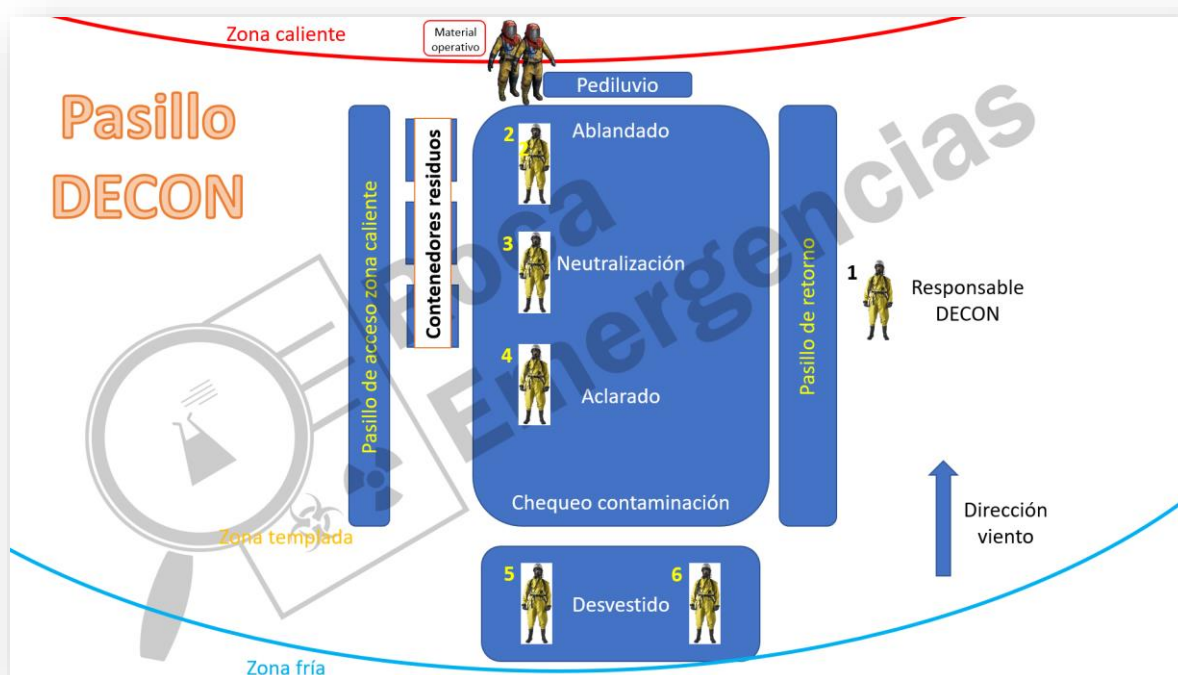 Zona caliente
Material
operativo
Pediluvio
Pasillo
DECON
Pasillo de acceso zona caliente
Contenedores residuos
2
Ablandado
2
3
Neutralización
4
Aclarado
Chequeo contaminación
Pasillo de retorno
1
Responsable
DECON
Dirección
viento
Zona templada
5
Desvestido
6
Zona fría
Roca
Emergencias